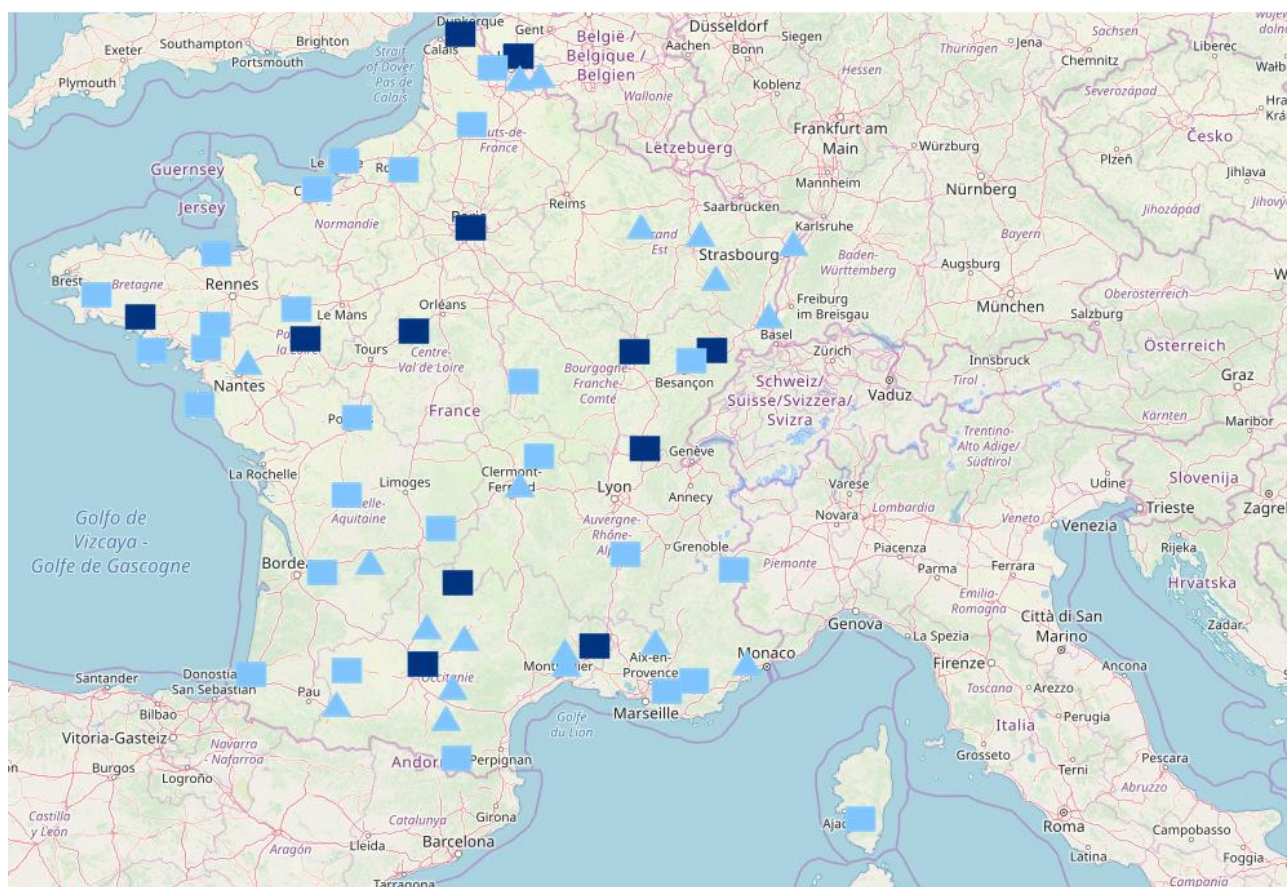 Dunkerque
Gent
Düsseldorf
Siegen
Jena
Sachsen
Liberec
Exeter
Southampton
Brighton
Calais
België /
Belgique /
Belgien
Aachen
Bonn
Thüringen
Chemnitz
Plymouth
Portsmouth
Strait
of Dover
- Pas de
Calais
Koblenz
Hessen
Severozápad
Wallonie
Frankfurt am
Main
Guernsey
Lëtzebuerg
Würzburg
Plzeň
Česko
Jihlava
Mannheim
Nürnberg
Jersey
Saarbrücken
Jihozápad
Normandie
Reims
Karlsruhe
Bayern
Strasbourg
Baden-
Württemberg
Brest
Bretagne
Rennes
Augsburg
Orléans
München
Oberösterreich
Le Mans
Freiburg
im Breisgau
Salzburg
Tours
Centre-
Val de Loire
Basel
Zürich
Innsbruck
Österreich
Nantes
Bourgogne-
Franche
Comté
Besançon
Schweiz/
Suisse/Svizzera/
Svizra
Vaduz
Tirol
Graz
France
Kärnten
Maribor
La Rochelle
Clermont-
Genève
Trentino-
Alto Adige/
Südtirol
Limoges
Lyon
Annecy
Varese
Udine
Slovenija
Golfo de
Vizcaya -
Golfe de Gascogne
Aquitaine
Novara
Lombardia
Veneto
Venezia
Trieste
Auvergne-
Grenoble
Piemonte
Piacenza
Rijeka
Parma
Ferrara
Hrvatska
Emilia-
Romagna
Genova
Città di San
Marino
La Spezia
Zadar
Santander
Donostia
San Sebastian
Pau
Aix-en-
Provence
Monaco
Firenze
Ancona
Bilbao
Occitanie
Toscana
Arezzo
Marseille
Vitoria-Gasteiz
Golfe
du Lion
Perugia
Italia
Burgos
Navarra
- Nafarroa
Perpignan
Grosseto
Pescara
Logroño
Terni
Abruzzo
Girona
Castilla
y León
Catalunya
Roma
Aragón
Lleida
Barcelona
Campobasso
Latina
Foggia
Tarragona
Campania